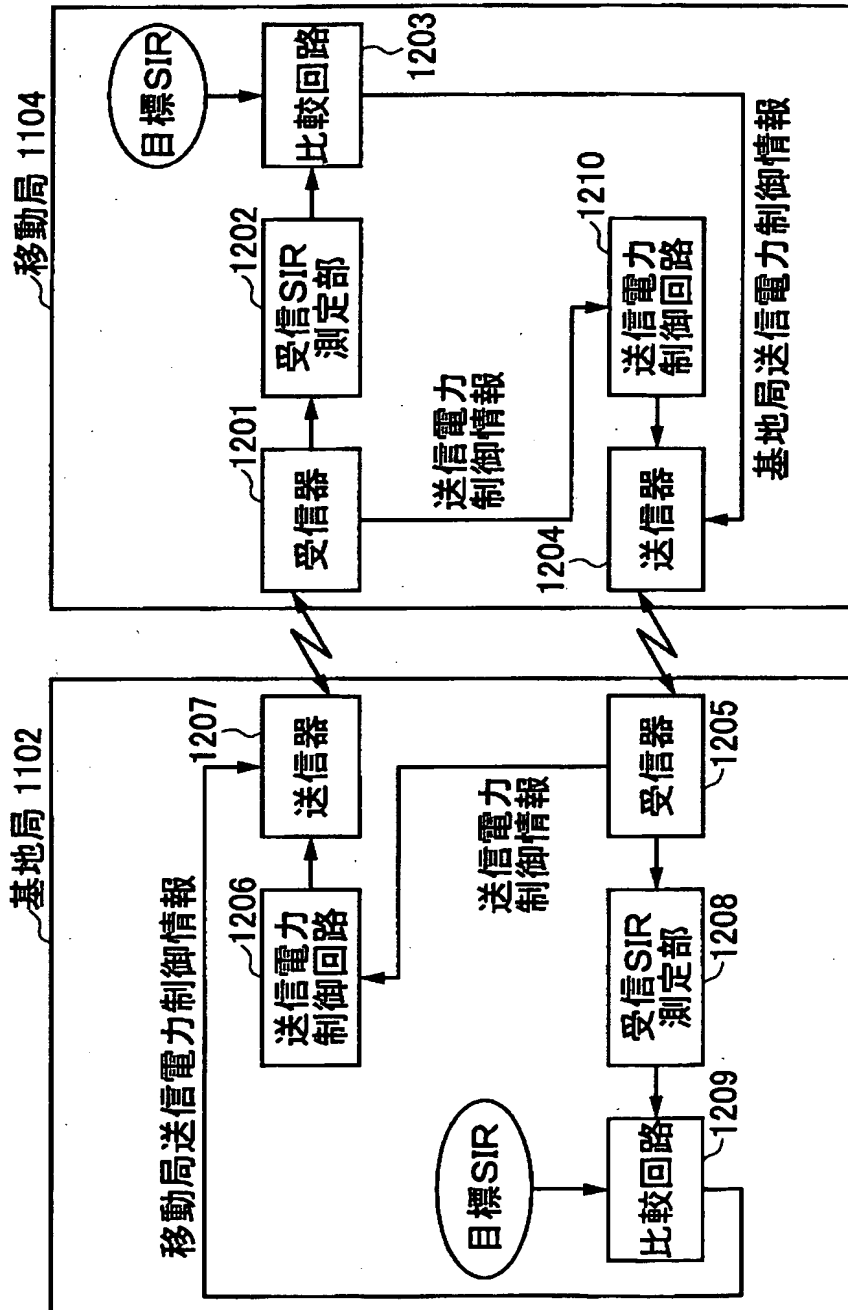 基地局 1102
移動局送信電力制御情報
1206
送信電力
制御回路
1207
送信器
送信電力
制御情報
目標SIR
比較回路
1209
受信SIR
測定部
1208
受信器
1205
移動局 1104
1201
受信器
1202
受信SIR
測定部
目標SIR
比較回路
1203
送信電力
制御情報
1204
送信器
1210
送信電力
制御回路
基地局送信電力制御情報